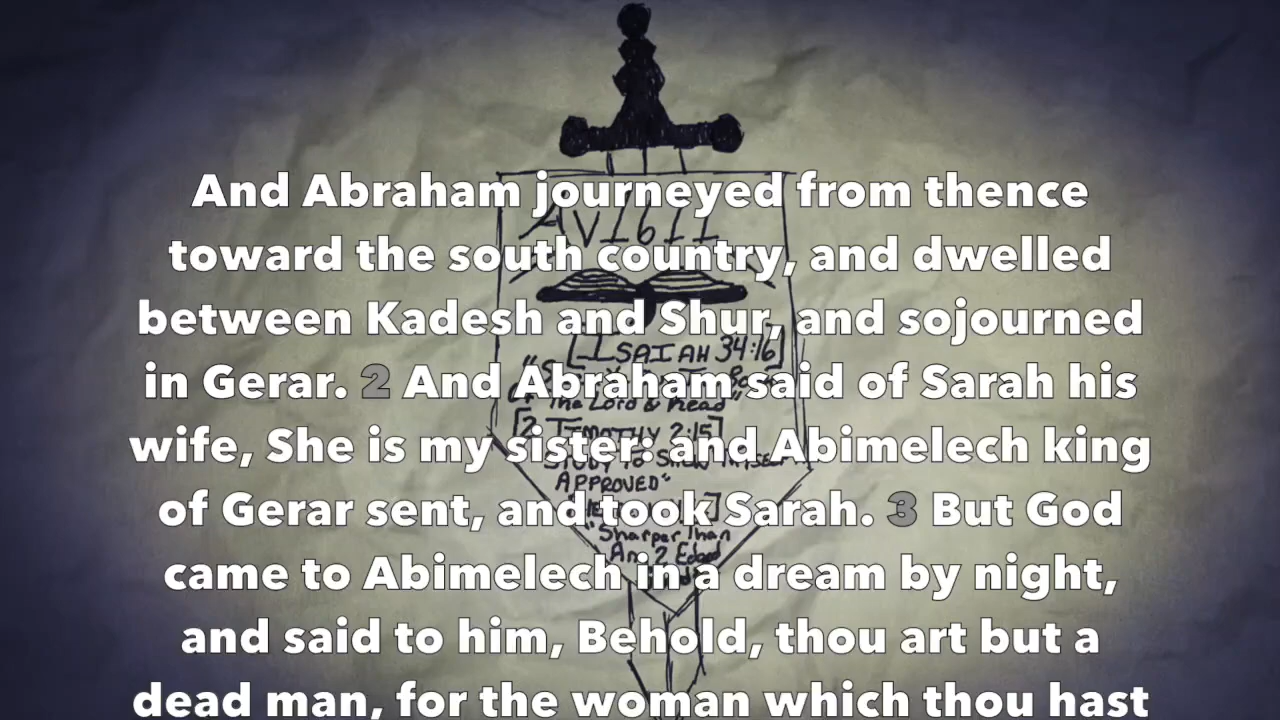 And Abraham journeyed from thence
toward the south country, and dwelled
between Kadesh and Shur, and sojourned
in Gerar. 2 And Abraham said of Sarah his
wife, She is my sister: and Abimelech king
of Gerar sent, and took Sarah. 3 But God
came to Abimelech in a dream by night,
and said to him, Behold, thou art but a
dead man, for the woman which thou hast
AV1611
[ISAIAH 34:16]
The Lord & Read"
[2 TIMOTHY 2:15]
STUDY TO SHEW
APPROVED"
"Sharper Than
2 Edged